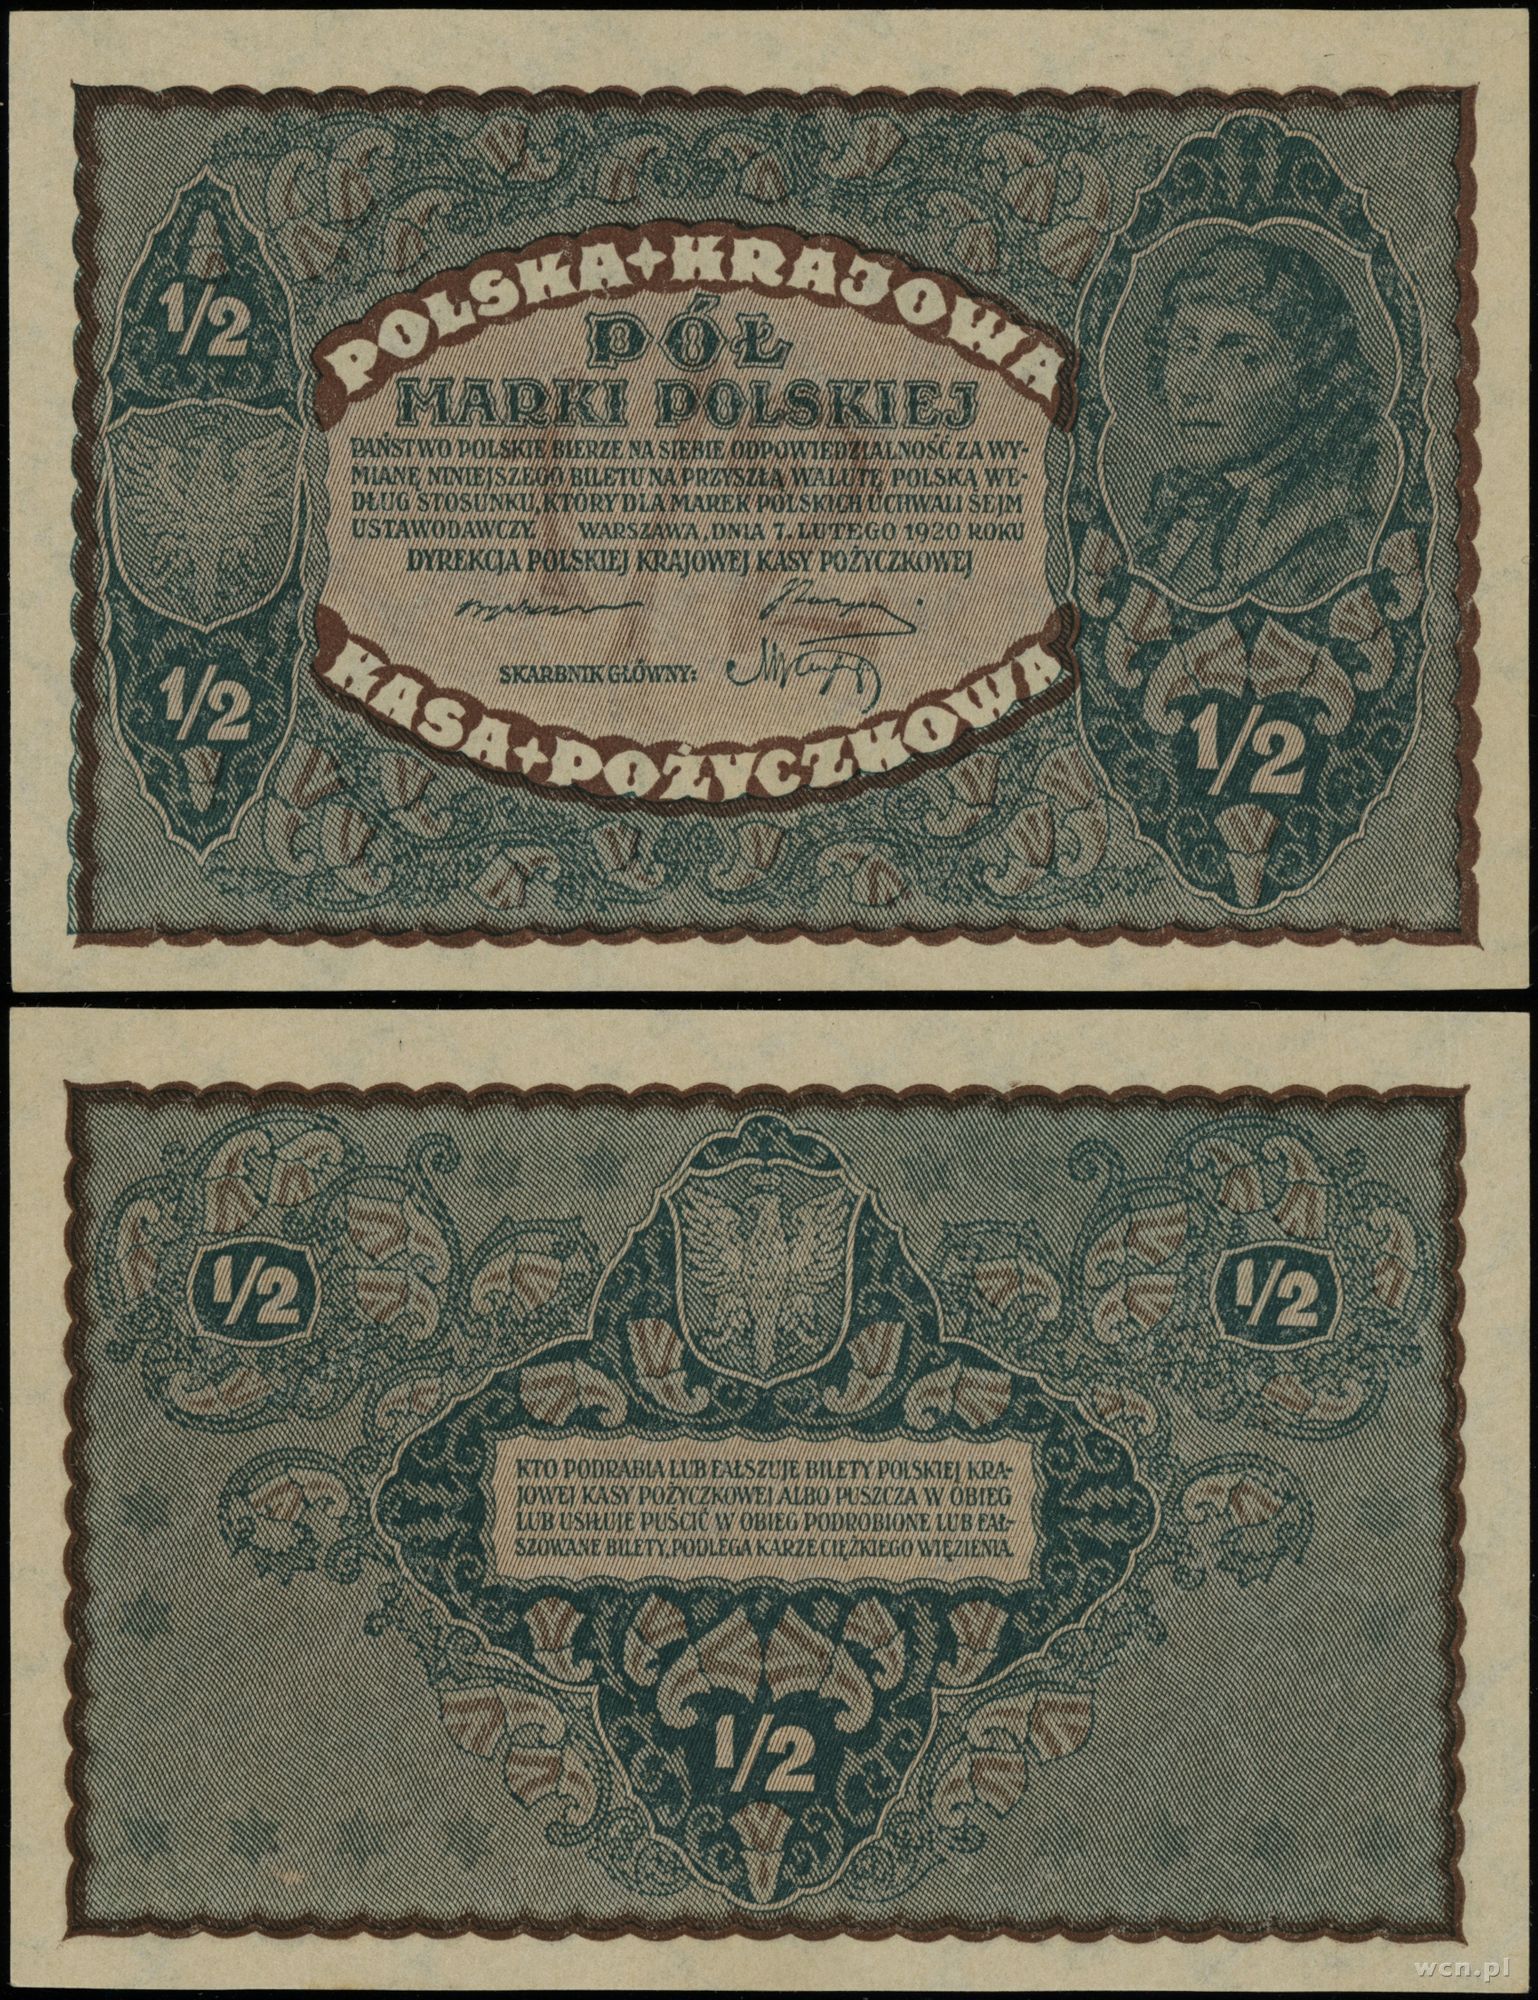 POLSKA + KRAJOWA
PÓŁ
MARKI POLSKIEJ
PAŃSTWO POLSKIE BIERZE NA SIEBIE ODPOWIEDZIALNOŚĆ ZA WY-
MIANĘ NINIEJSZEGO BILETU NA PRZYSZŁĄ WALUTĘ POLSKĄ WE-
DŁUG STOSUNKU, KTÓRY DLA MAREK POLSKICH UCHWALI SEJM
USTAWODAWCZY. WARSZAWA, DNIA 7. LUTEGO 1920 ROKU
DYREKCJA POLSKIEJ KRAJOWEJ KASY POŻYCZKOWEJ
SKARBNIK GŁÓWNY:
KASA + POŻYCZKOWA
1/2
1/2
1/2
1/2
1/2
KTO PODRABIA LUB FAŁSZUJE BILETY POLSKIEJ KRA-
JOWEJ KASY POŻYCZKOWEJ ALBO PUSZCZA W OBIEG
LUB USIŁUJE PUŚCIĆ W OBIEG PODROBIONE LUB FAŁ-
SZOWANE BILETY, PODLEGA KARZE CIĘŻKIEGO WIĘZIENIA.
1/2
wcn.pl